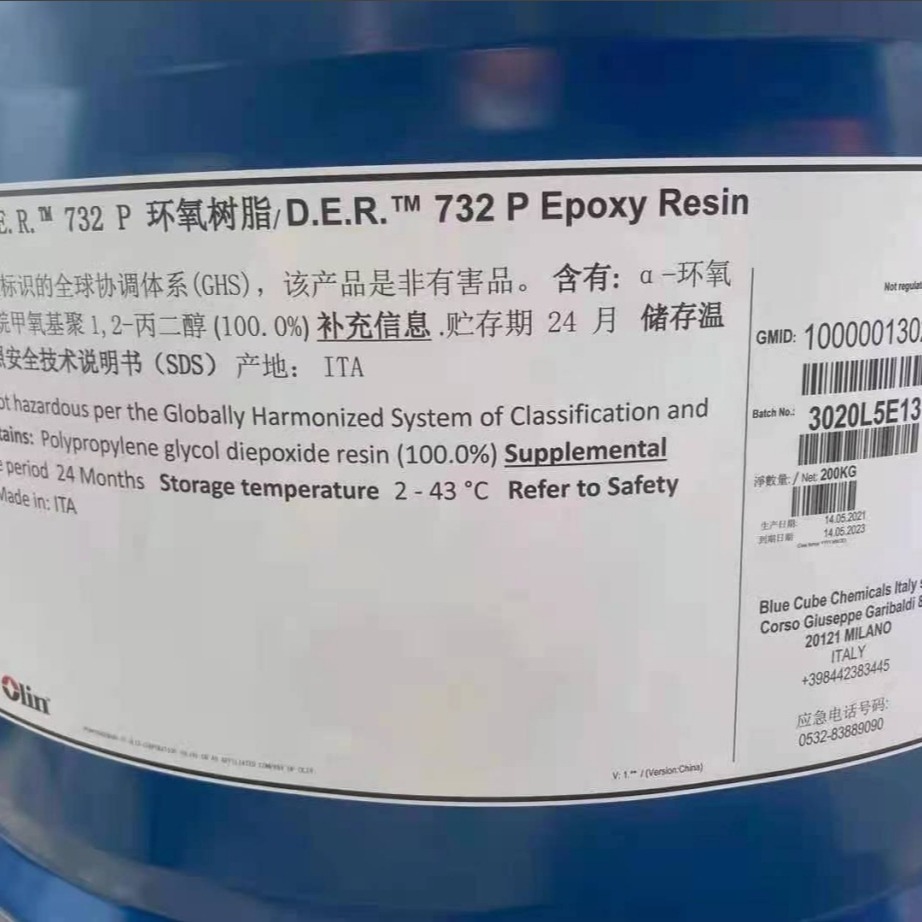 E.R.™ 732 P 环氧树脂/D.E.R.™ 732 P Epoxy Resin
标识的全球协调体系(GHS)，该产品是非有害品。含有: α-环氧
烷甲氧基聚1,2-丙二醇(100.0%)补充信息.贮存期 24 月 储存温
安全技术说明书（SDS）产地: ITA
ot hazardous per the Globally Harmonized System of Classification and
tains: Polypropylene glycol diepoxide resin (100.0%) Supplemental
e period 24 Months Storage temperature 2 - 43 °C Refer to Safety
Made in: ITA
Olin
Not regulat
GMID: 100000130
Batch No.: 3020L5E13
淨數量: / Net: 200KG
生产日期 14.05.2021
到期日期 14.05.2023
Blue Cube Chemicals Italy s
Corso Giuseppe Garibaldi 8
20121 MILANO
ITALY
+398442383445
应急电话号码:
0532-83889090
V: 1.** / (Version:China)